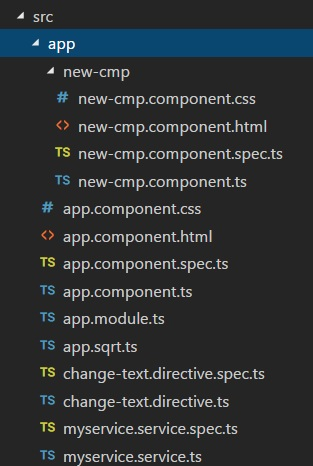 src
app
new-cmp
# new-cmp.component.css
<> new-cmp.component.html
TS new-cmp.component.spec.ts
TS new-cmp.component.ts
# app.component.css
<> app.component.html
TS app.component.spec.ts
TS app.component.ts
TS app.module.ts
TS app.sqrt.ts
TS change-text.directive.spec.ts
TS change-text.directive.ts
TS myservice.service.spec.ts
TS myservice.service.ts